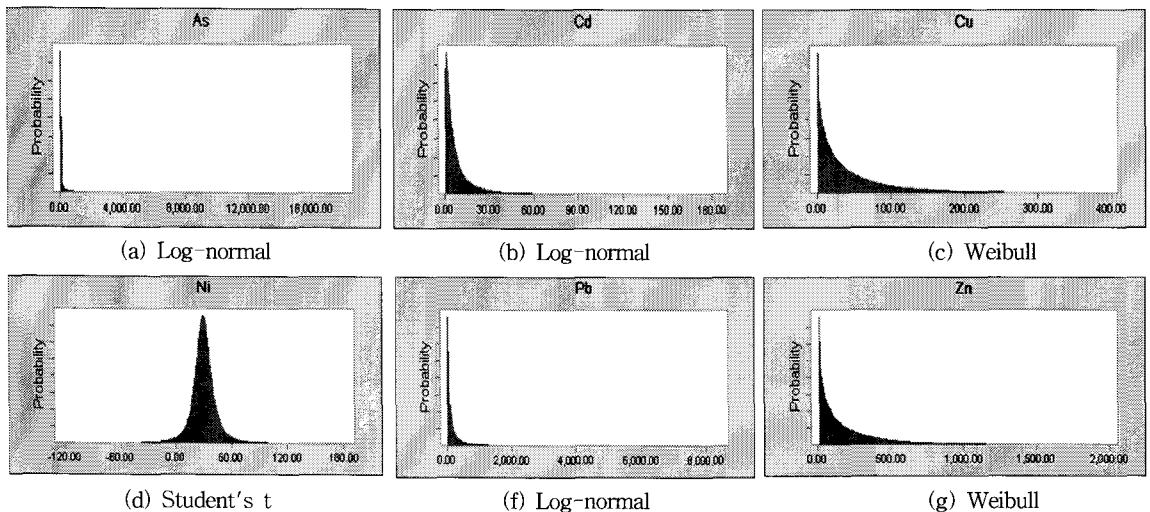 As
Probability
0.00 4,000.00 8,000.00 12,000.00 16,000.00
(a) Log-normal
Cd
Probability
0.00 30.00 60.00 90.00 120.00 150.00 180.00
(b) Log-normal
Cu
Probability
0.00 100.00 200.00 300.00 400.00
(c) Weibull
Ni
Probability
-120.00 -60.00 0.00 60.00 120.00 180.00
(d) Student's t
Pb
Probability
0.00 2,000.00 4,000.00 6,000.00 8,000.00
(f) Log-normal
Zn
Probability
0.00 500.00 1,000.00 1,500.00 2,000.00
(g) Weibull